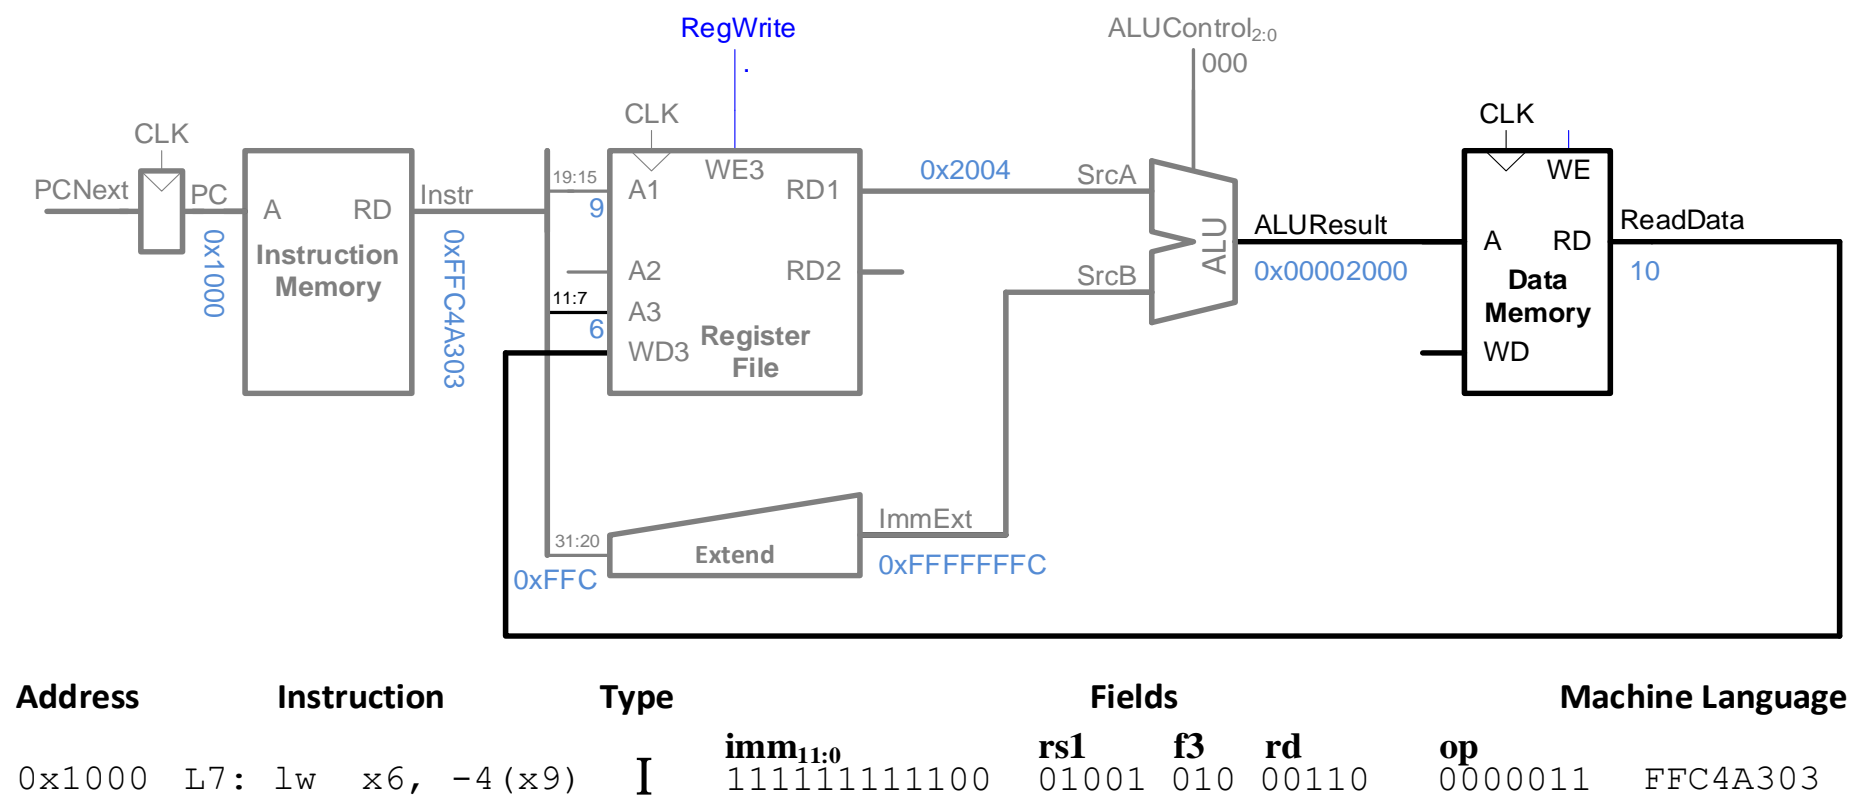 RegWrite
ALUControl2:0
000
CLK
CLK
CLK
PCNext
PC
A
RD
Instr
19:15
9
A1
WE3
RD1
0x2004
SrcA
WE
Instruction
Memory
0x1000
0xFFC4A303
A2
RD2
SrcB
ALU
ALUResult
0x00002000
A
RD
ReadData
10
Data
Memory
11:7
6
A3
WD3
Register
File
WD
31:20
0xFFC
Extend
ImmExt
0xFFFFFFFC
Address Instruction Type Fields Machine Language
imm11:0 rs1 f3 rd op
0x1000 L7: lw x6, -4(x9) I 111111111100 01001 010 00110 0000011 FFC4A303